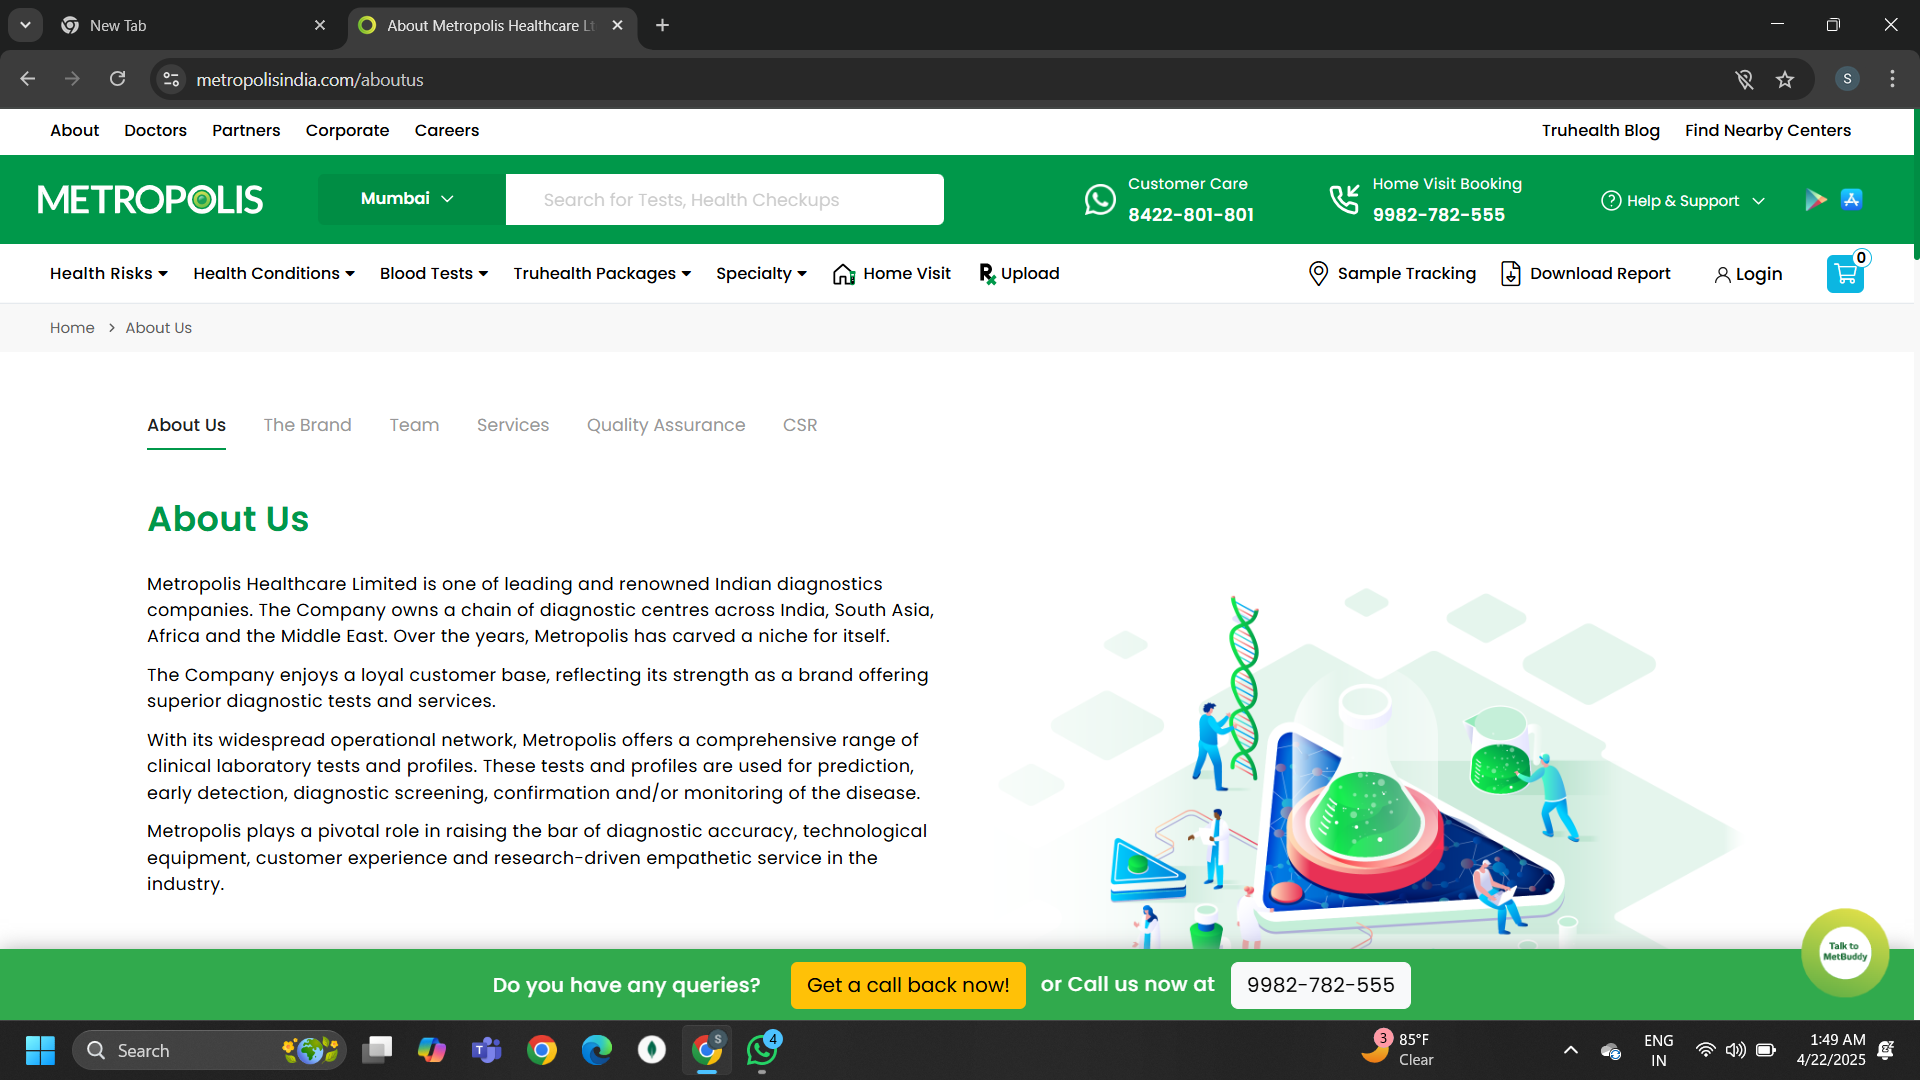 New Tab
About Metropolis Healthcare Lt
metropolisindia.com/aboutus
S
About Doctors Partners Corporate Careers Truhealth Blog Find Nearby Centers
METROPOLIS
Mumbai
Search for Tests, Health Checkups
Customer Care
8422-801-801
Home Visit Booking
9982-782-555
Help & Support
Health Risks Health Conditions Blood Tests Truhealth Packages Specialty Home Visit Upload Sample Tracking Download Report Login 0
Home > About Us
About Us The Brand Team Services Quality Assurance CSR
About Us
Metropolis Healthcare Limited is one of leading and renowned Indian diagnostics
companies. The Company owns a chain of diagnostic centres across India, South Asia,
Africa and the Middle East. Over the years, Metropolis has carved a niche for itself.
The Company enjoys a loyal customer base, reflecting its strength as a brand offering
superior diagnostic tests and services.
With its widespread operational network, Metropolis offers a comprehensive range of
clinical laboratory tests and profiles. These tests and profiles are used for prediction,
early detection, diagnostic screening, confirmation and/or monitoring of the disease.
Metropolis plays a pivotal role in raising the bar of diagnostic accuracy, technological
equipment, customer experience and research-driven empathetic service in the
industry.
Talk to
MetBuddy
Do you have any queries? Get a call back now! or Call us now at 9982-782-555
Search
S
4
3
85°F
Clear
ENG
IN
1:49 AM
4/22/2025